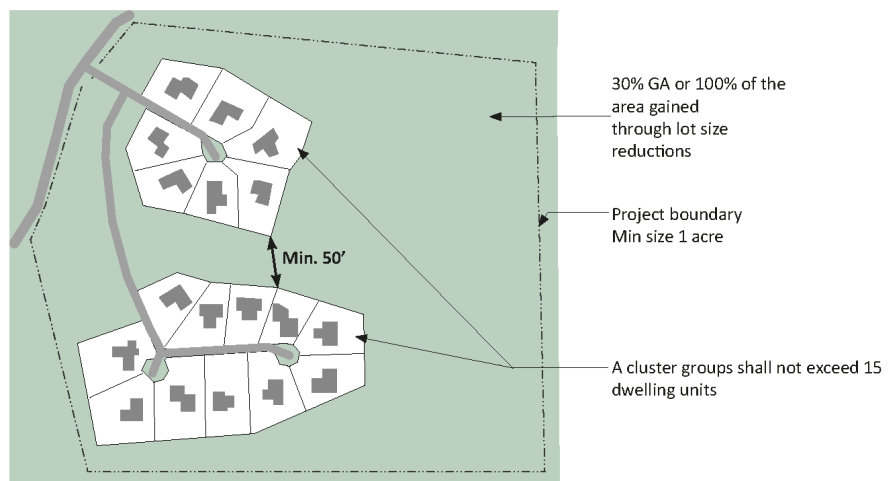 30% GA or 100% of the
area gained
through lot size
reductions
Project boundary
Min size 1 acre
Min. 50’
A cluster groups shall not exceed 15
dwelling units